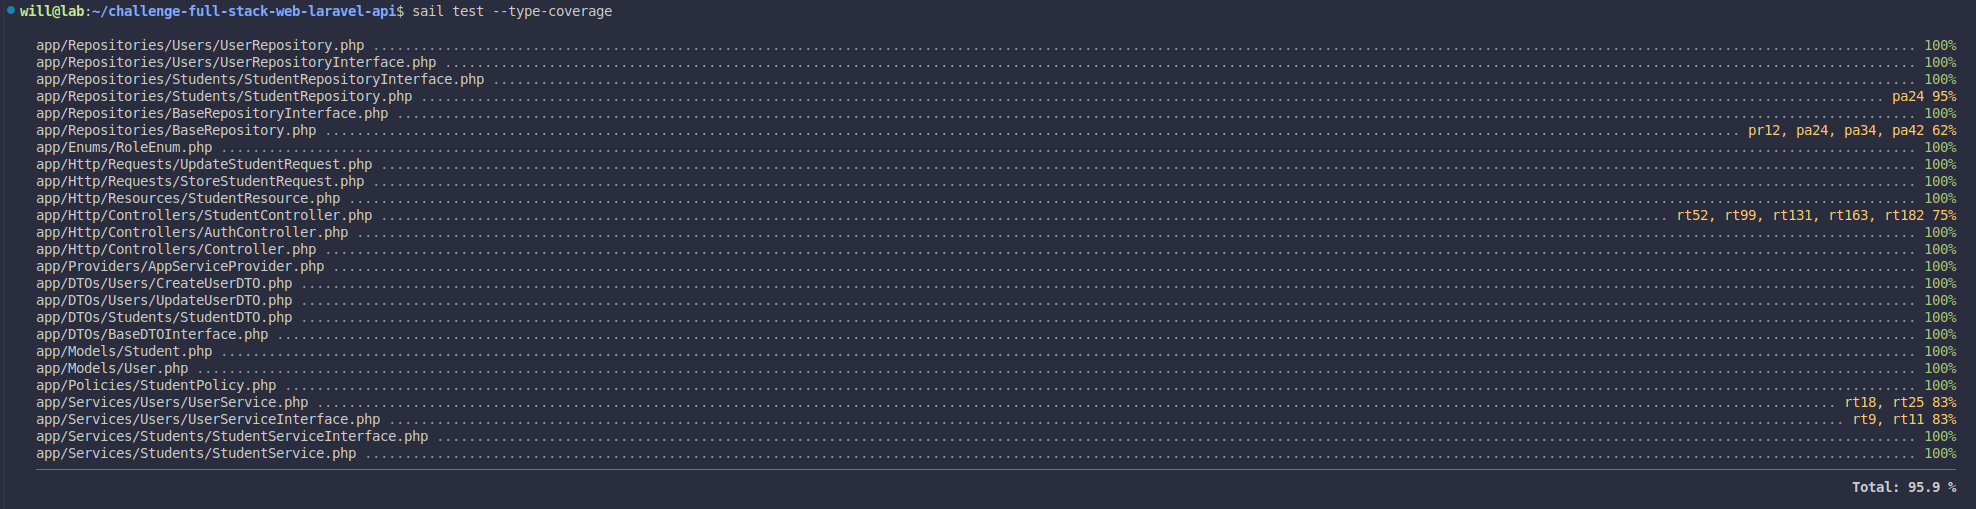 will@lab:~/challenge-full-stack-web-laravel-api$ sail test --type-coverage
app/Repositories/Users/UserRepository.php ........................................ 100%
app/Repositories/Users/UserRepositoryInterface.php ........................................ 100%
app/Repositories/Students/StudentRepositoryInterface.php ........................................ 100%
app/Repositories/Students/StudentRepository.php ........................................ pa24 95%
app/Repositories/BaseRepositoryInterface.php ........................................ 100%
app/Repositories/BaseRepository.php ........................................ pr12, pa24, pa34, pa42 62%
app/Enums/RoleEnum.php ........................................ 100%
app/Http/Requests/UpdateStudentRequest.php ........................................ 100%
app/Http/Requests/StoreStudentRequest.php ........................................ 100%
app/Http/Resources/StudentResource.php ........................................ 100%
app/Http/Controllers/StudentController.php ........................................ rt52, rt99, rt131, rt163, rt182 75%
app/Http/Controllers/AuthController.php ........................................ 100%
app/Http/Controllers/Controller.php ........................................ 100%
app/Providers/AppServiceProvider.php ........................................ 100%
app/DTOs/Users/CreateUserDTO.php ........................................ 100%
app/DTOs/Users/UpdateUserDTO.php ........................................ 100%
app/DTOs/Students/StudentDTO.php ........................................ 100%
app/DTOs/BaseDTOInterface.php ........................................ 100%
app/Models/Student.php ........................................ 100%
app/Models/User.php ........................................ 100%
app/Policies/StudentPolicy.php ........................................ 100%
app/Services/Users/UserService.php ........................................ rt18, rt25 83%
app/Services/Users/UserServiceInterface.php ........................................ rt9, rt11 83%
app/Services/Students/StudentServiceInterface.php ........................................ 100%
app/Services/Students/StudentService.php ........................................ 100%
Total: 95.9 %